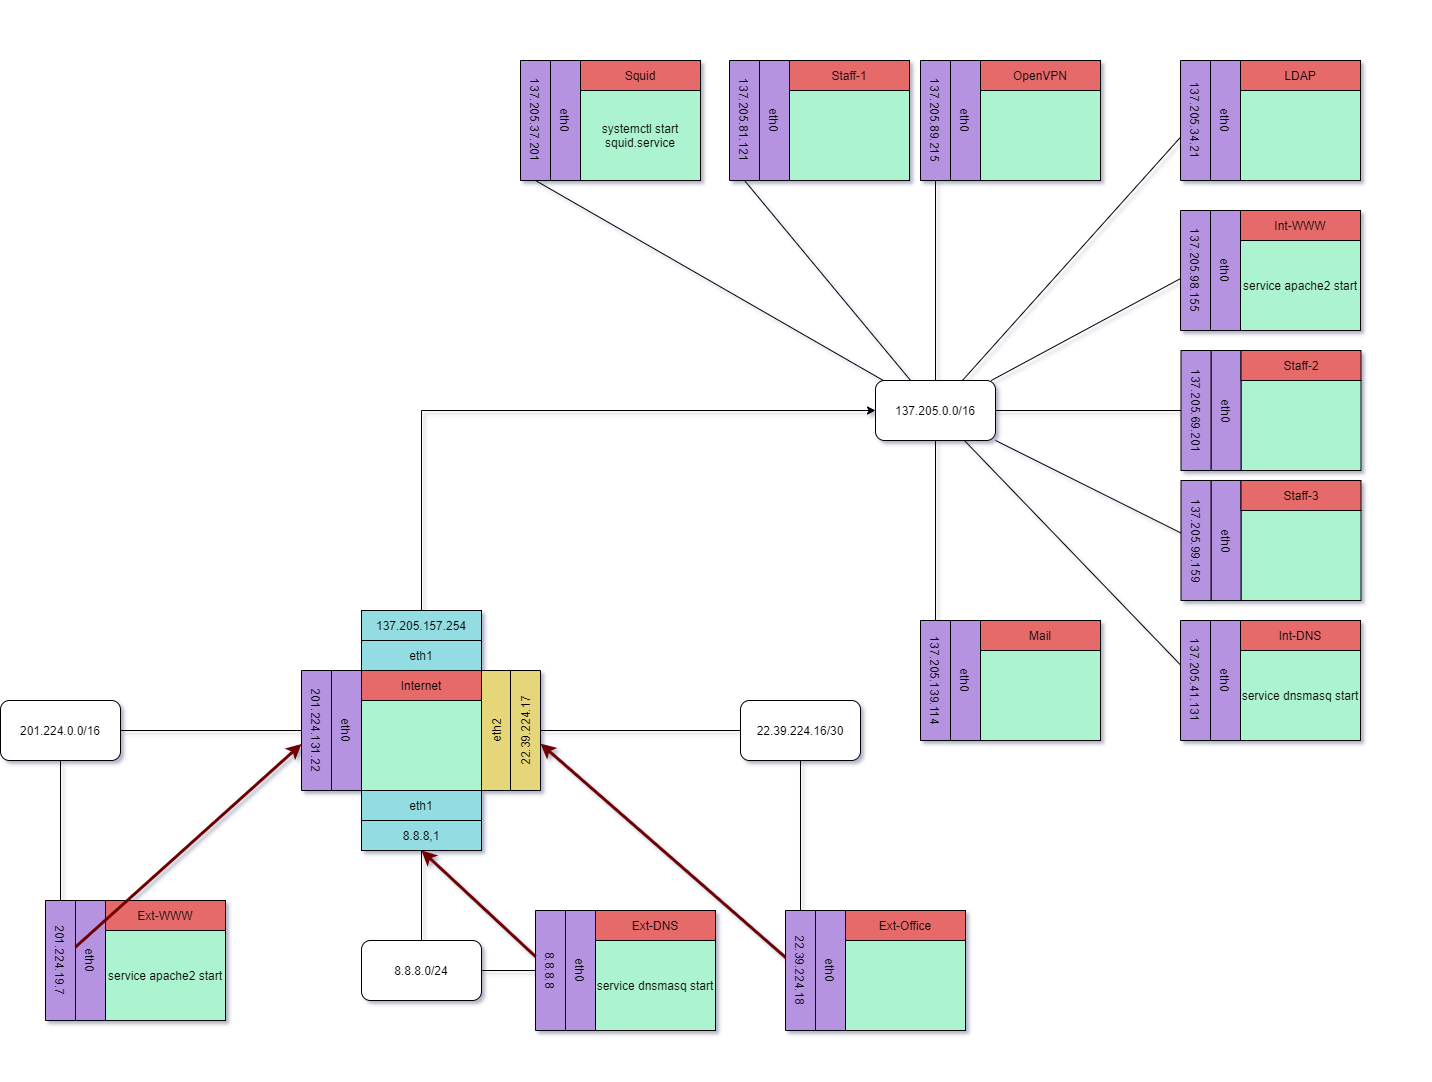 137.205.37.201
eth0
Squid
systemctl start
squid.service
137.205.81.121
eth0
Staff-1
137.205.89.215
eth0
OpenVPN
137.205.34.21
eth0
LDAP
137.205.98.155
eth0
Int-WWW
service apache2 start
137.205.69.201
eth0
Staff-2
137.205.0.0/16
137.205.99.159
eth0
Staff-3
137.205.139.114
eth0
Mail
137.205.41.131
eth0
Int-DNS
service dnsmasq start
137.205.157.254
eth1
201.224.131.22
eth0
Internet
eth2
22.39.224.17
eth1
8.8.8,1
201.224.0.0/16
22.39.224.16/30
201.224.19.7
eth0
Ext-WWW
service apache2 start
8.8.8.0/24
8.8.8.8
eth0
Ext-DNS
service dnsmasq start
22.39.224.18
eth0
Ext-Office